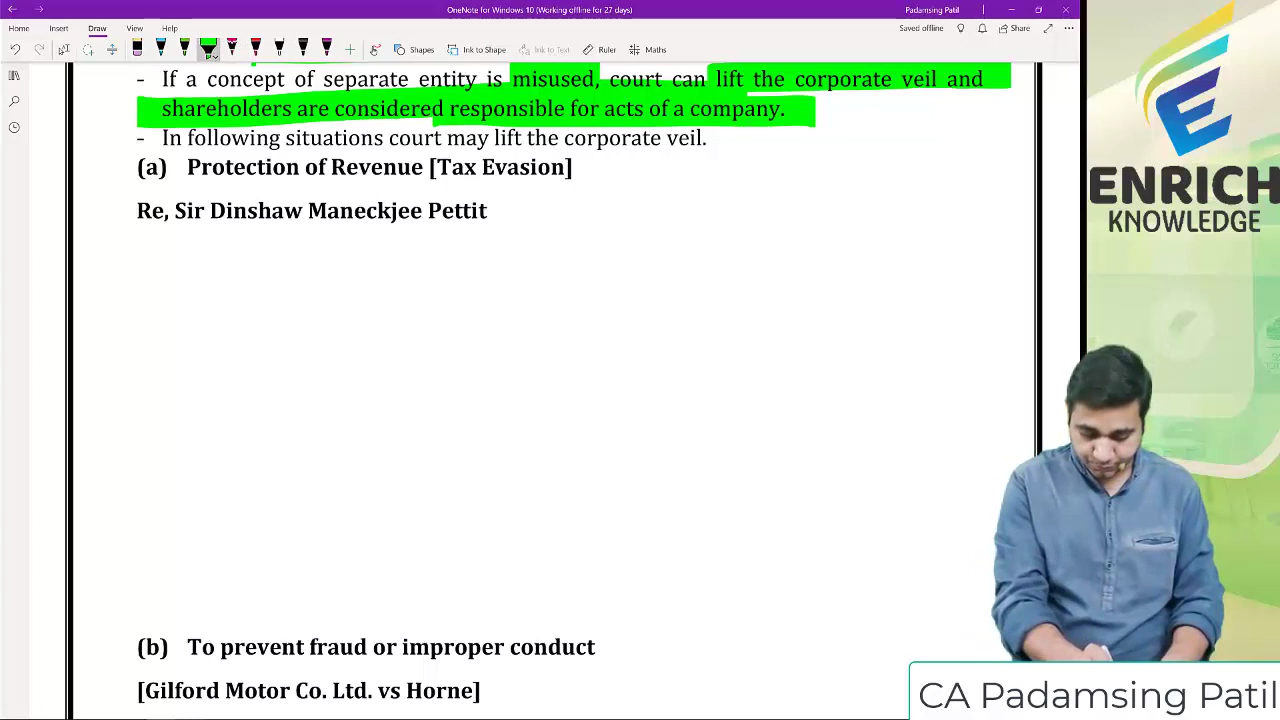 OneNote for Windows 10 (Working offline for 27 days)
Padamsing Patil
Home Insert Draw View Help
Saved offline Share
Shapes Ink to Shape Ink to Text Ruler Maths
- If a concept of separate entity is misused, court can lift the corporate veil and
shareholders are considered responsible for acts of a company.
- In following situations court may lift the corporate veil.
(a) Protection of Revenue [Tax Evasion]
Re, Sir Dinshaw Maneckjee Pettit
(b) To prevent fraud or improper conduct
[Gilford Motor Co. Ltd. vs Horne]
ENRICH
KNOWLEDGE
CA Padamsing Patil